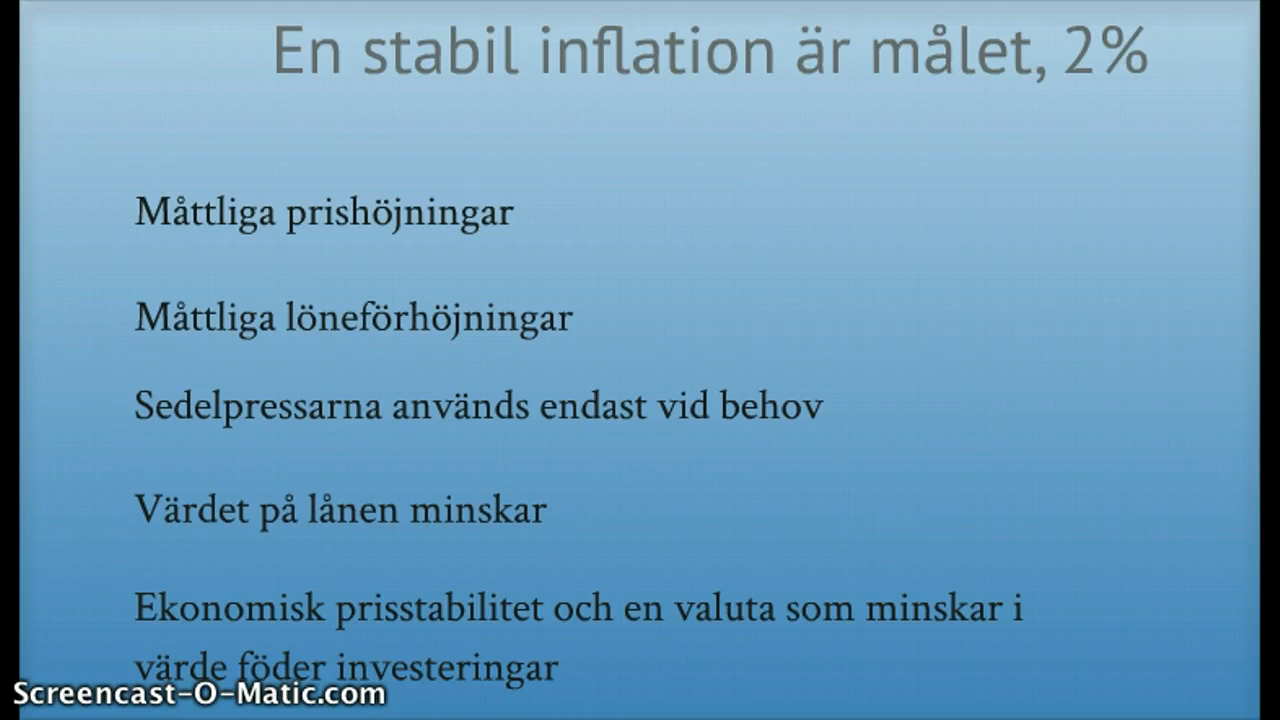 En stabil inflation är målet, 2%
Måttliga prishöjningar
Måttliga löneförhöjningar
Sedelpressarna används endast vid behov
Värdet på lånen minskar
Ekonomisk prisstabilitet och en valuta som minskar i
värde föder investeringar
Screencast-O-Matic.com